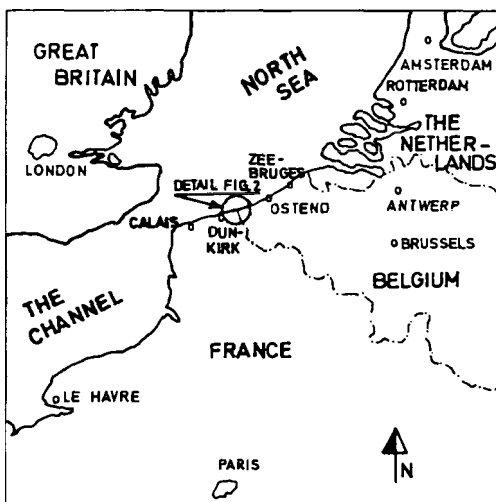 GREAT
BRITAIN
NORTH
SEA
AMSTERDAM
ROTTERDAM
THE
NETHER-
LANDS
LONDON
ZEE-
BRUGES
DETAIL FIG.2
OSTEND
ANTWERP
CALAIS
DUN-
KIRK
BRUSSELS
BELGIUM
THE
CHANNEL
FRANCE
LE HAVRE
PARIS
N